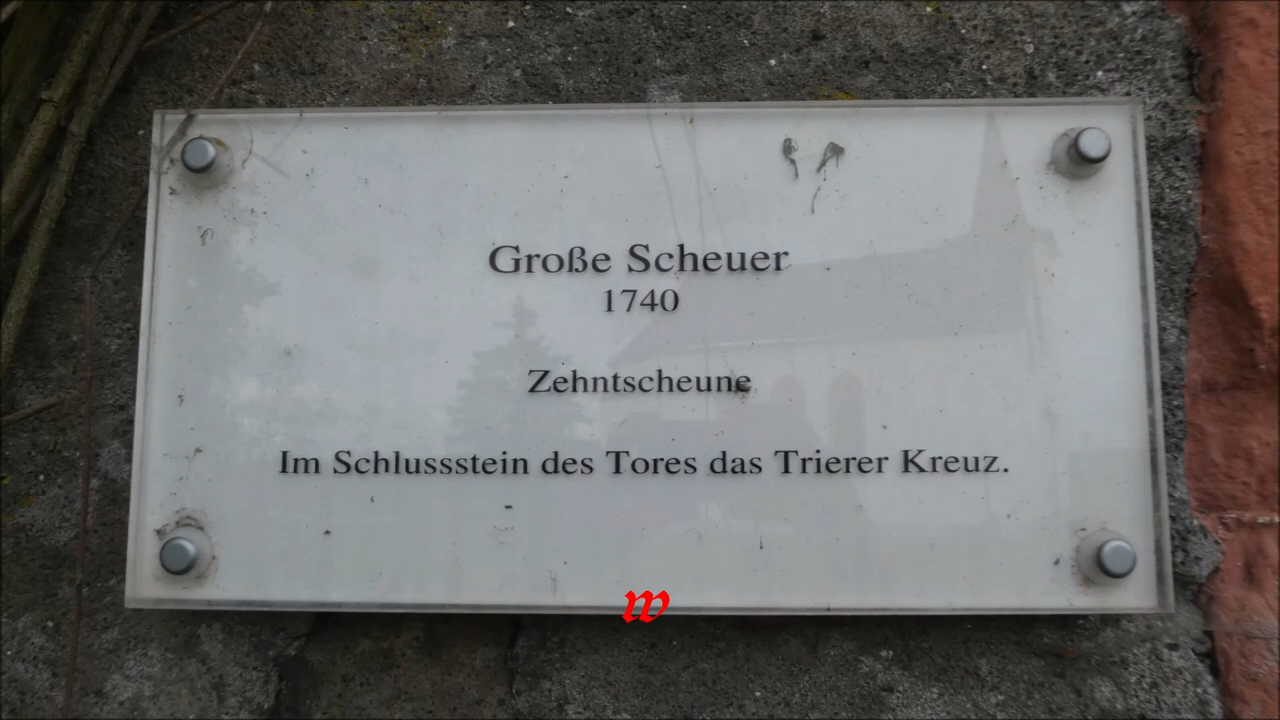 Große Scheuer
1740
Zehntscheune
Im Schlussstein des Tores das Trierer Kreuz.
w